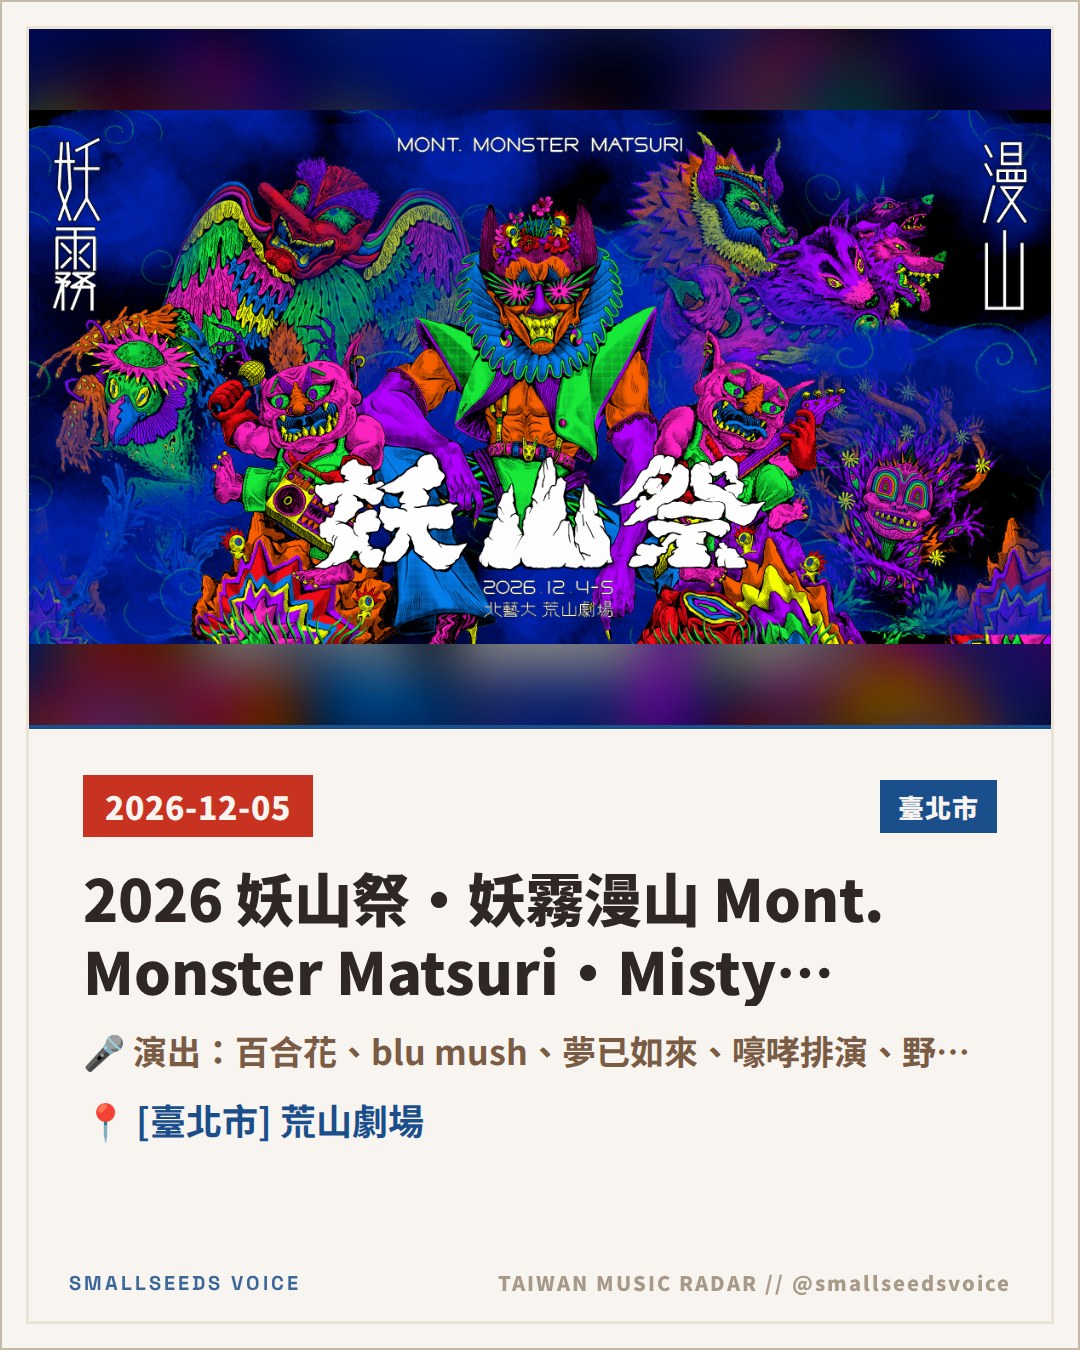 MONT. MONSTER MATSURI
妖霧
漫山
妖山祭
2026.12.4-5
北藝大 荒山劇場
2026-12-05
臺北市
2026 妖山祭・妖霧漫山 Mont.
Monster Matsuri・Misty…
🎤 演出：百合花、blu mush、夢已如來、嚎哮排演、野…
📍 [臺北市] 荒山劇場
SMALLSEEDS VOICE
TAIWAN MUSIC RADAR // @smallseedsvoice